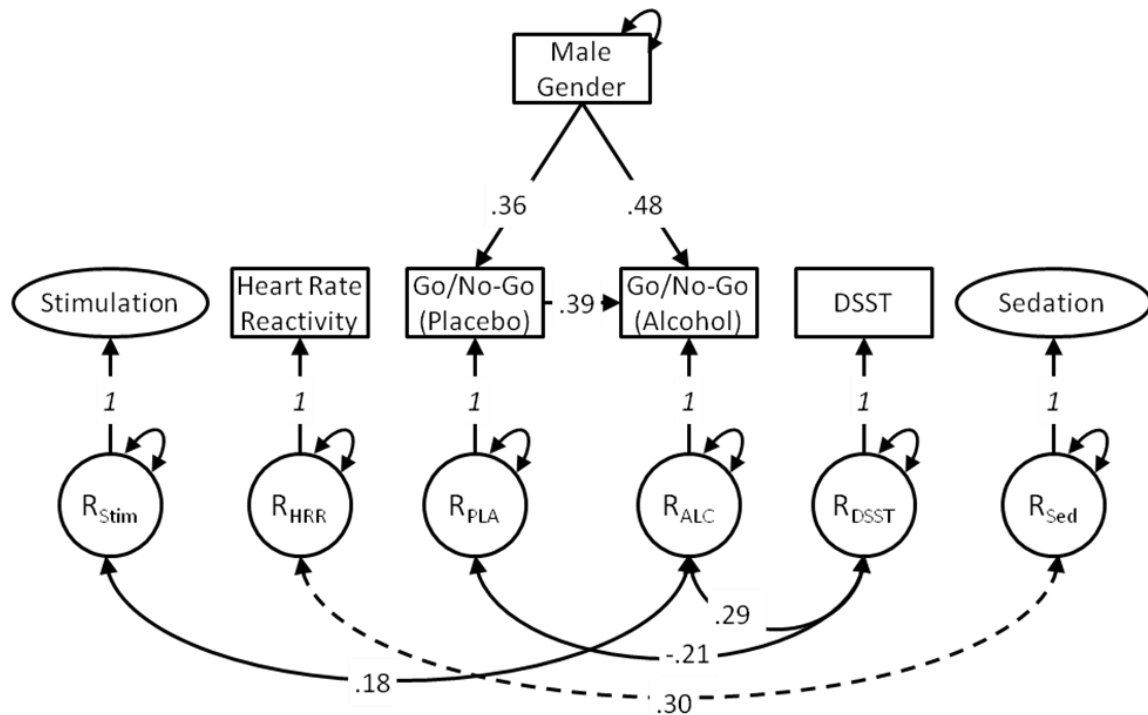 Male
Gender
.36
.48
Stimulation
Heart Rate
Reactivity
Go/No-Go
(Placebo)
.39
Go/No-Go
(Alcohol)
DSST
Sedation
1
1
1
1
1
1
RStim
RHRR
RPLA
RALC
RDSST
RSed
.29
-.21
.18
.30